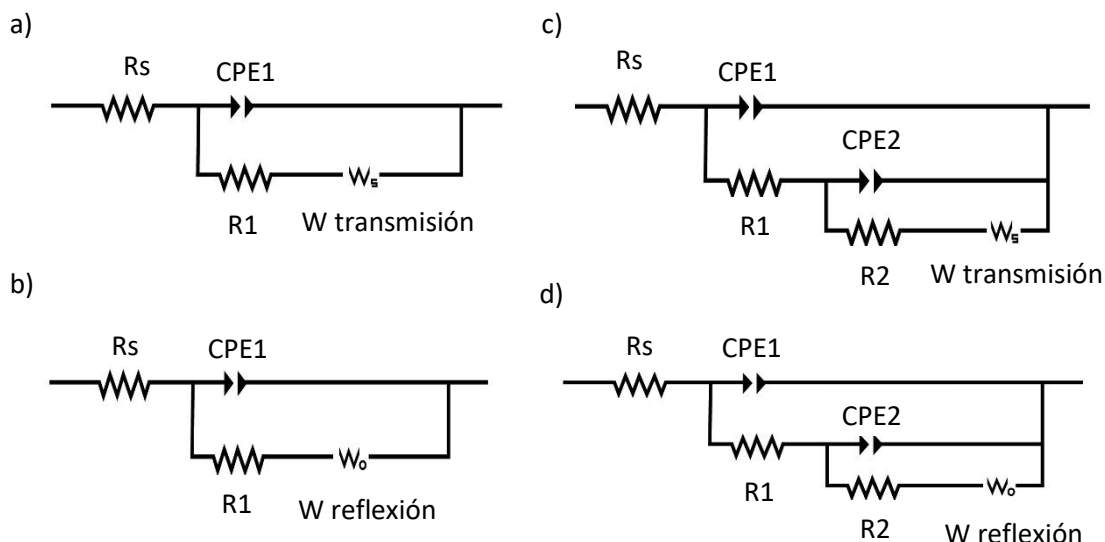 a)
Rs
CPE1
R1
W s
W transmisión
b)
Rs
CPE1
R1
W o
W reflexión
c)
Rs
CPE1
CPE2
R1
W s
R2
W transmisión
d)
Rs
CPE1
CPE2
R1
W o
R2
W reflexión